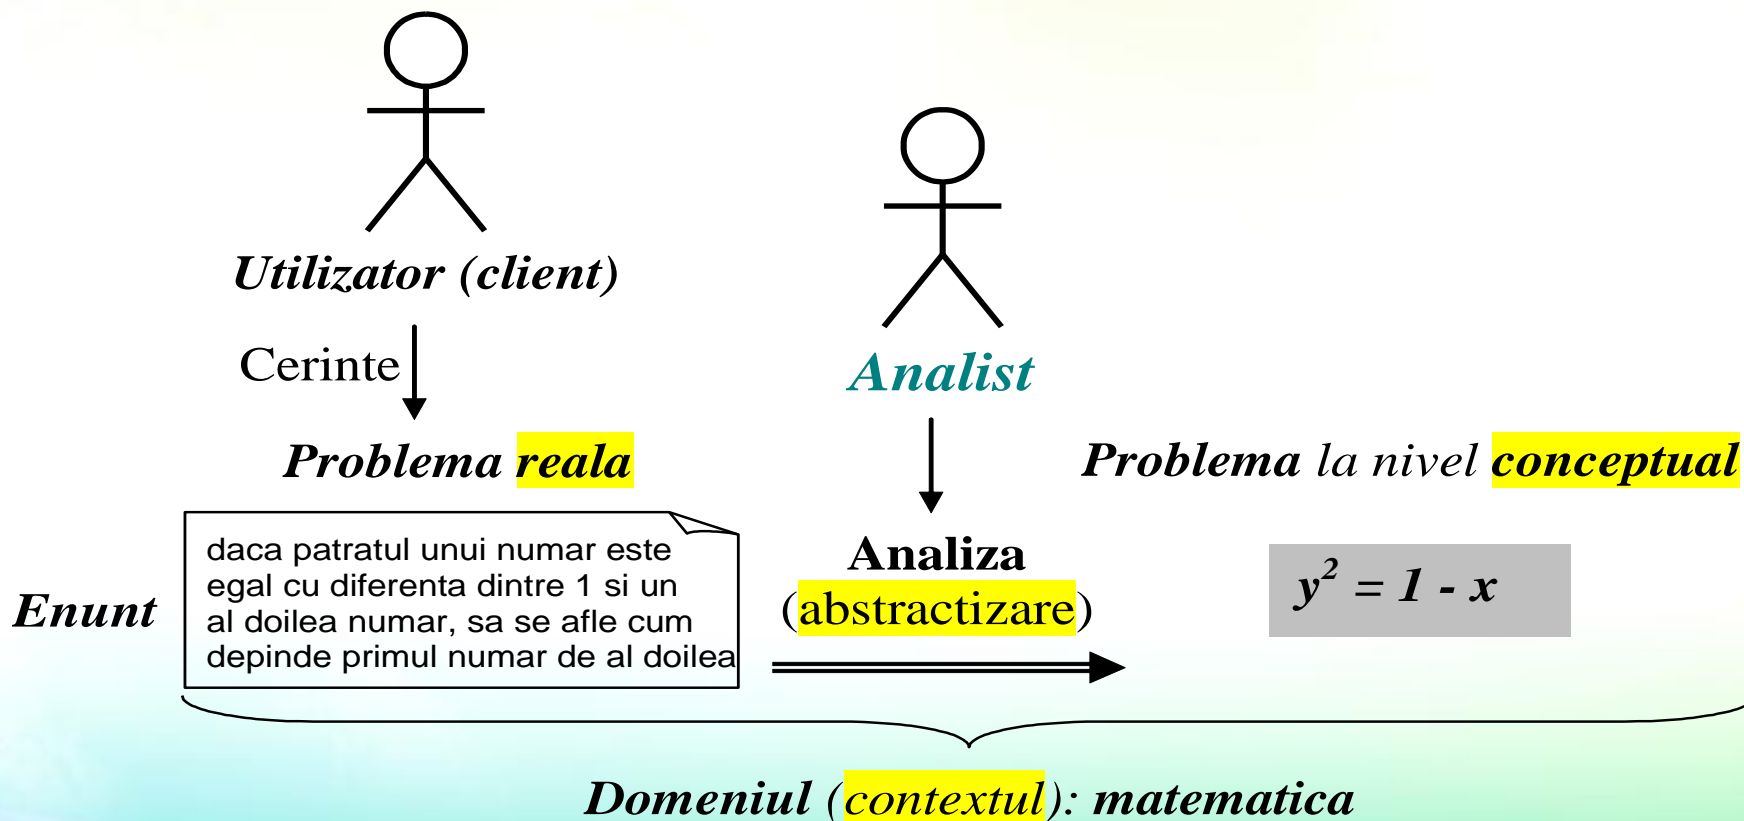 Utilizator (client)
Cerinte
Analist
Problema reala
Problema la nivel conceptual
Enunt
daca patratul unui numar este
egal cu diferenta dintre 1 si un
al doilea numar, sa se afle cum
depinde primul numar de al doilea
Analiza
(abstractizare)
y² = 1 - x
Domeniul (contextul): matematica